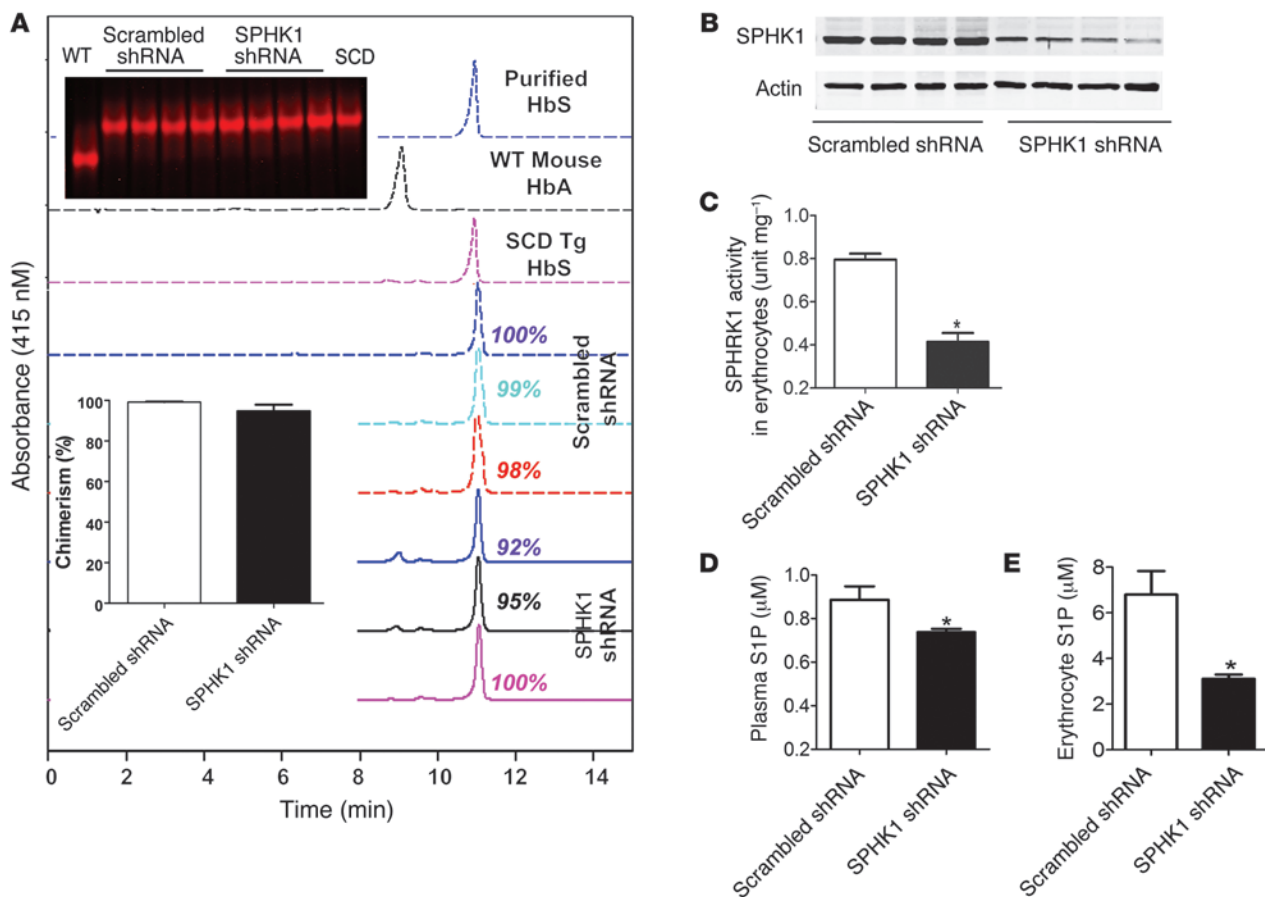 A
WT
Scrambled
shRNA
SPHK1
shRNA
SCD
Purified
HbS
WT Mouse
HbA
SCD Tg
HbS
100%
99%
98%
Scrambled
shRNA
92%
95%
100%
SPHK1
shRNA
Absorbance (415 nM)
0
2
4
6
8
10
12
14
Time (min)
Chimerism (%)
100
80
60
40
20
0
Scrambled shRNA
SPHK1 shRNA
B
SPHK1
Actin
Scrambled shRNA
SPHK1 shRNA
C
SPHRK1 activity
in erythrocytes (unit mg⁻¹)
1.0
0.8
0.6
0.4
0.2
*
Scrambled shRNA
SPHK1 shRNA
D
Plasma S1P (μM)
1.0
0.8
0.6
0.4
0.2
*
Scrambled shRNA
SPHK1 shRNA
E
Erythrocyte S1P (μM)
8
6
4
2
0
*
Scrambled shRNA
SPHK1 shRNA